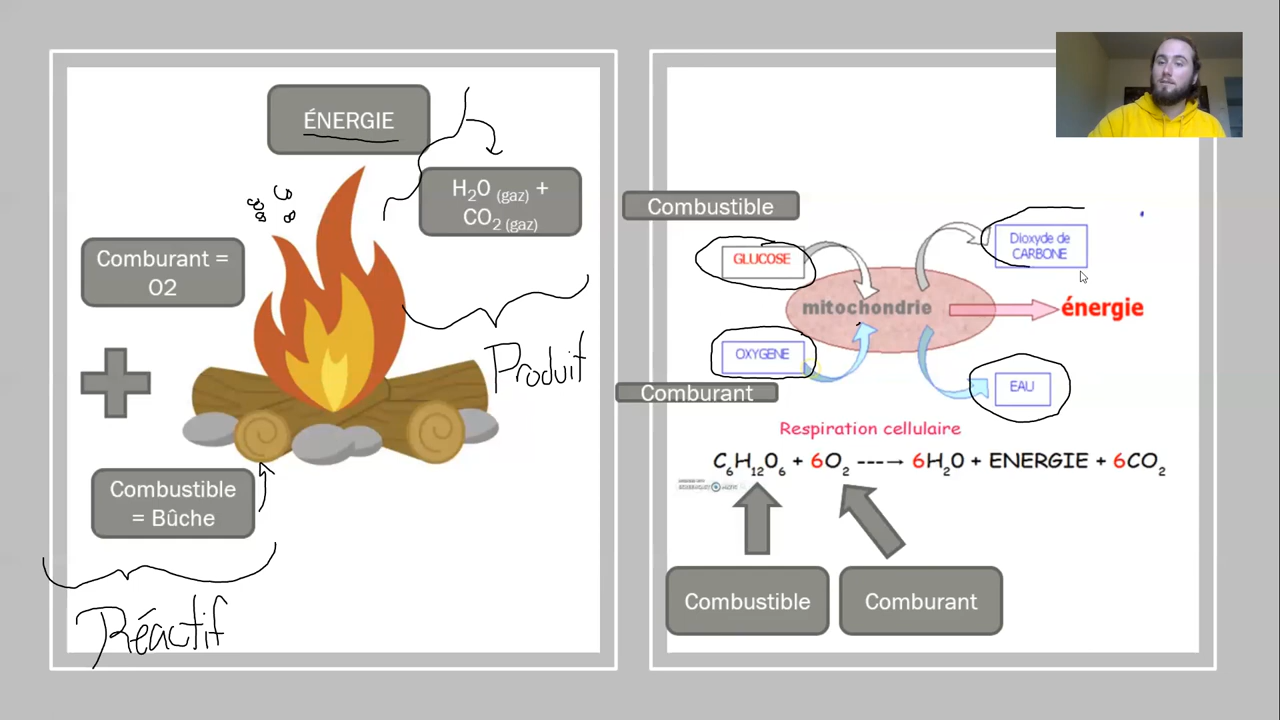 ÉNERGIE
H₂O (gaz) +
CO₂ (gaz)
Comburant =
O2
Combustible
= Bûche
Réactif
Produit
Combustible
GLUCOSE
Dioxyde de
CARBONE
mitochondrie
énergie
OXYGENE
EAU
Comburant
Respiration cellulaire
C₆H₁₂O₆ + 6O₂ ---→ 6H₂O + ENERGIE + 6CO₂
Combustible
Comburant